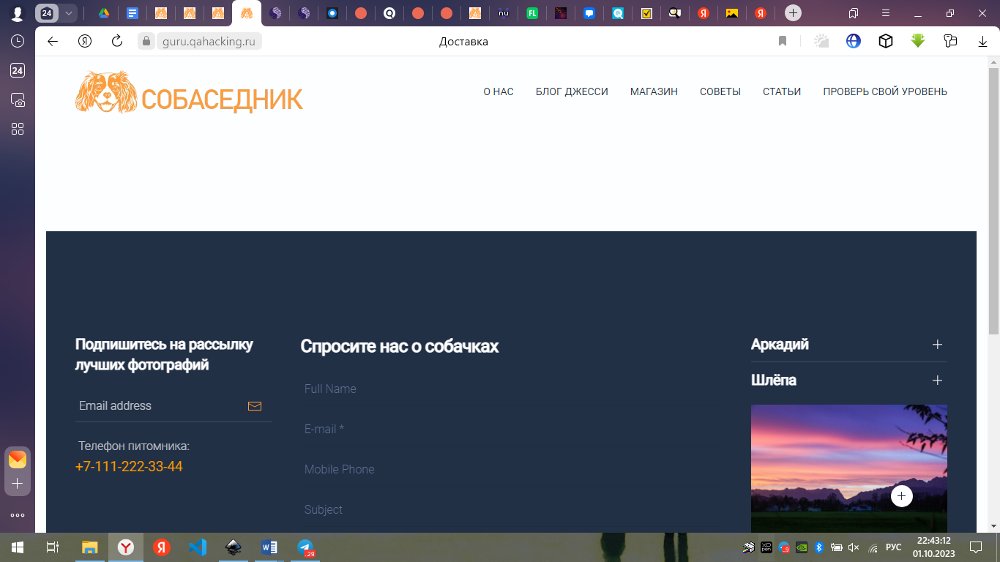 24
guru.qahacking.ru
Доставка
24
СОБАСЕДНИК
О НАС
БЛОГ ДЖЕССИ
МАГАЗИН
СОВЕТЫ
СТАТЬИ
ПРОВЕРЬ СВОЙ УРОВЕНЬ
Подпишитесь на рассылку
лучших фотографий
Email address
Телефон питомника:
+7-111-222-33-44
Спросите нас о собачках
Full Name
E-mail *
Mobile Phone
Subject
Аркадий
Шлёпа
РУС
22:43:12
01.10.2023